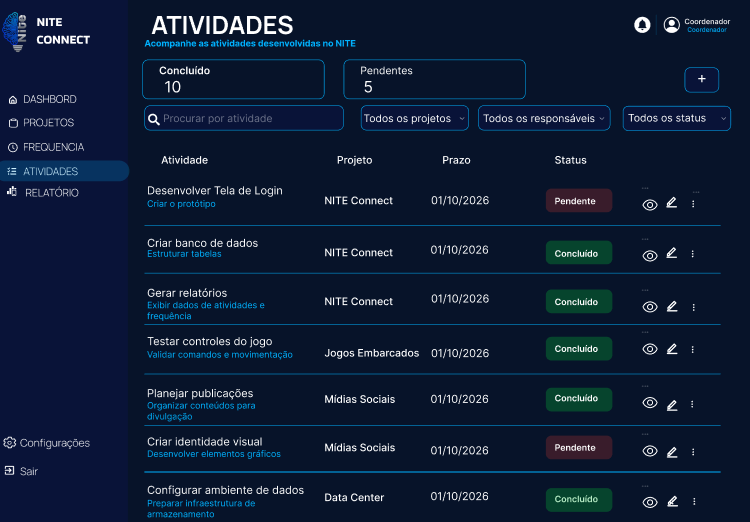 Nite
NITE
CONNECT
ATIVIDADES
Acompanhe as atividades desenvolvidas no NITE
Coordenador
Coordenador
Concluído
10
Pendentes
5
+
Procurar por atividade
Todos os projetos
Todos os responsáveis
Todos os status
DASHBORD
PROJETOS
FREQUENCIA
ATIVIDADES
RELATÓRIO
Configurações
Sair
Atividade Projeto Prazo Status
Desenvolver Tela de Login
Criar o protótipo
NITE Connect 01/10/2026 Pendente
Criar banco de dados
Estruturar tabelas
NITE Connect 01/10/2026 Concluído
Gerar relatórios
Exibir dados de atividades e
frequência
NITE Connect 01/10/2026 Concluído
Testar controles do jogo
Validar comandos e movimentação
Jogos Embarcados 01/10/2026 Concluído
Planejar publicações
Organizar conteúdos para
divulgação
Mídias Sociais 01/10/2026 Concluído
Criar identidade visual
Desenvolver elementos gráficos
Mídias Sociais 01/10/2026 Pendente
Configurar ambiente de dados
Preparar infraestrutura de
armazenamento
Data Center 01/10/2026 Concluído